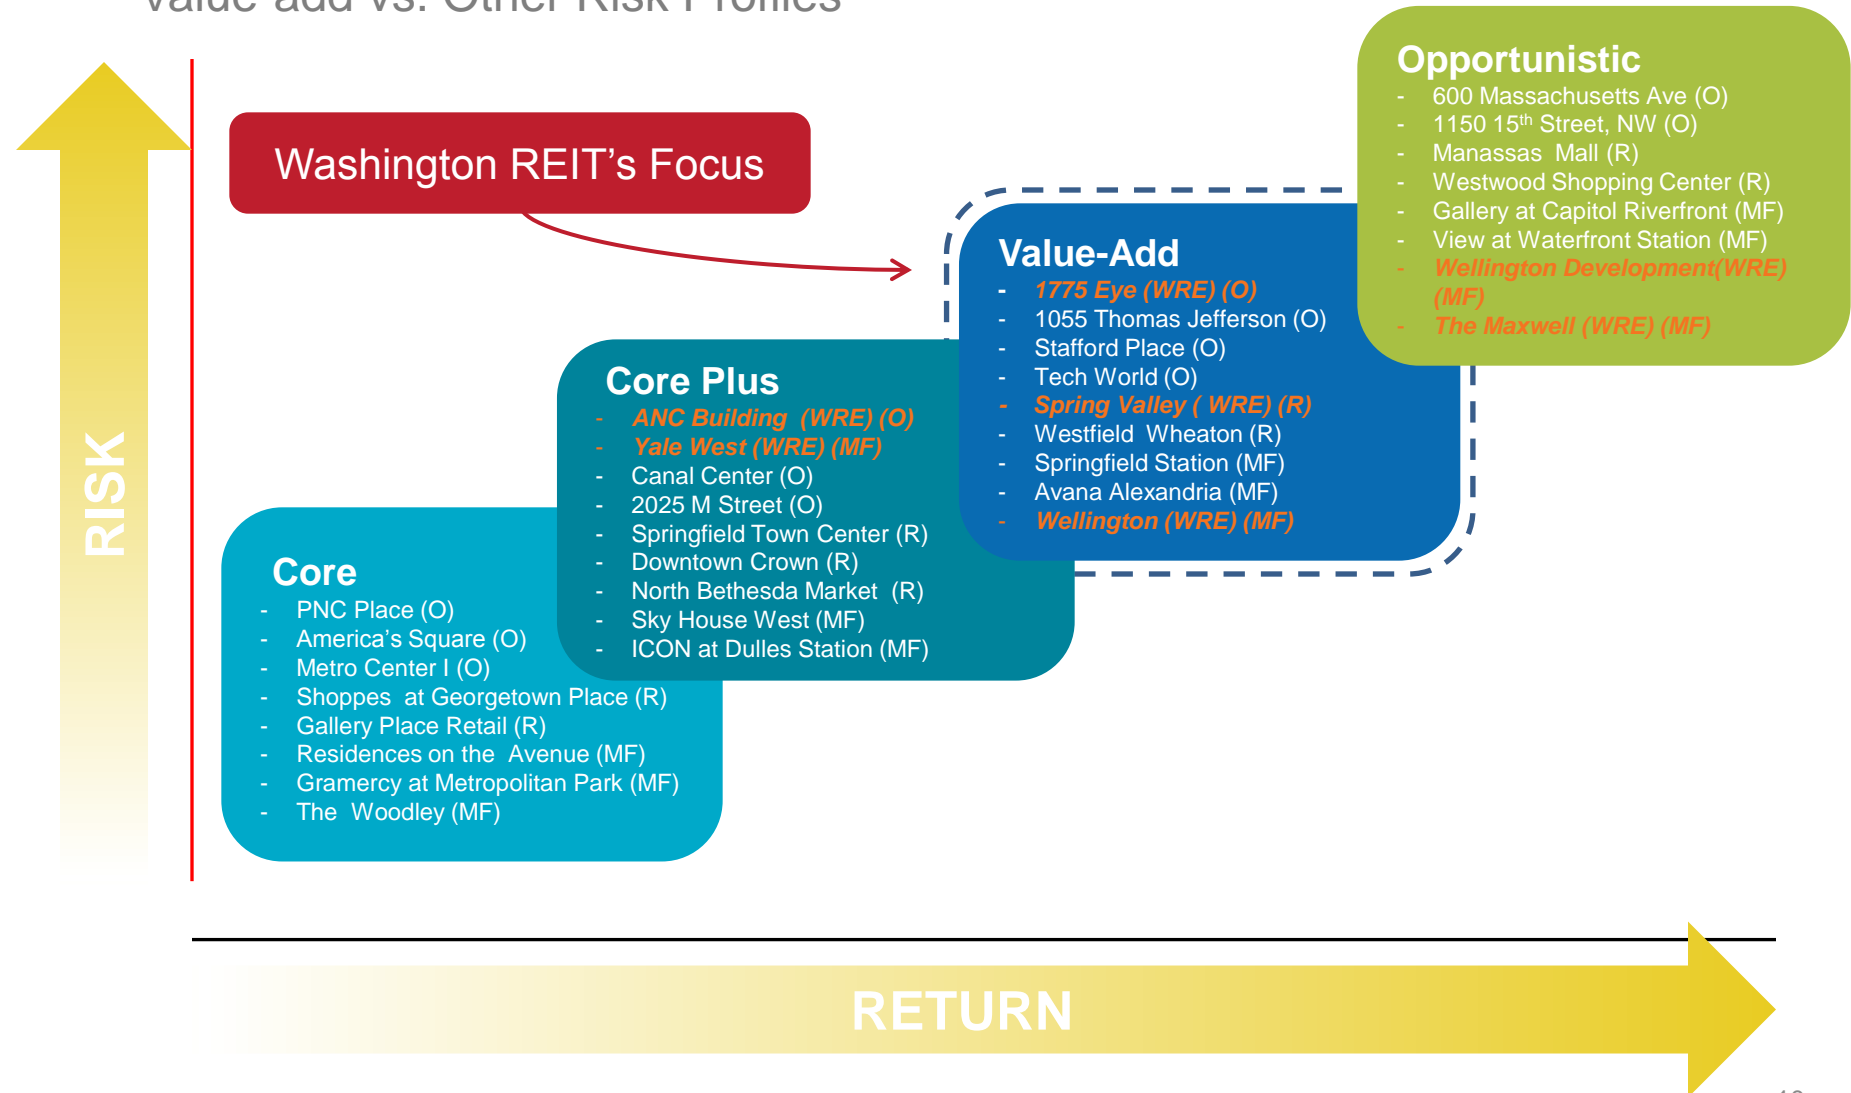 Value-add vs. Other Risk Profiles
Washington REIT's Focus
RISK
Opportunistic
- 600 Massachusetts Ave (O)
- 1150 15th Street, NW (O)
- Manassas Mall (R)
- Westwood Shopping Center (R)
- Gallery at Capitol Riverfront (MF)
- View at Waterfront Station (MF)
- Wellington Development(WRE)
(MF)
- The Maxwell (WRE) (MF)
Value-Add
- 1775 Eye (WRE) (O)
- 1055 Thomas Jefferson (O)
- Stafford Place (O)
- Tech World (O)
- Spring Valley ( WRE) (R)
- Westfield Wheaton (R)
- Springfield Station (MF)
- Avana Alexandria (MF)
- Wellington (WRE) (MF)
Core Plus
- ANC Building (WRE) (O)
- Yale West (WRE) (MF)
- Canal Center (O)
- 2025 M Street (O)
- Springfield Town Center (R)
- Downtown Crown (R)
- North Bethesda Market (R)
- Sky House West (MF)
- ICON at Dulles Station (MF)
Core
- PNC Place (O)
- America's Square (O)
- Metro Center I (O)
- Shoppes at Georgetown Place (R)
- Gallery Place Retail (R)
- Residences on the Avenue (MF)
- Gramercy at Metropolitan Park (MF)
- The Woodley (MF)
RETURN